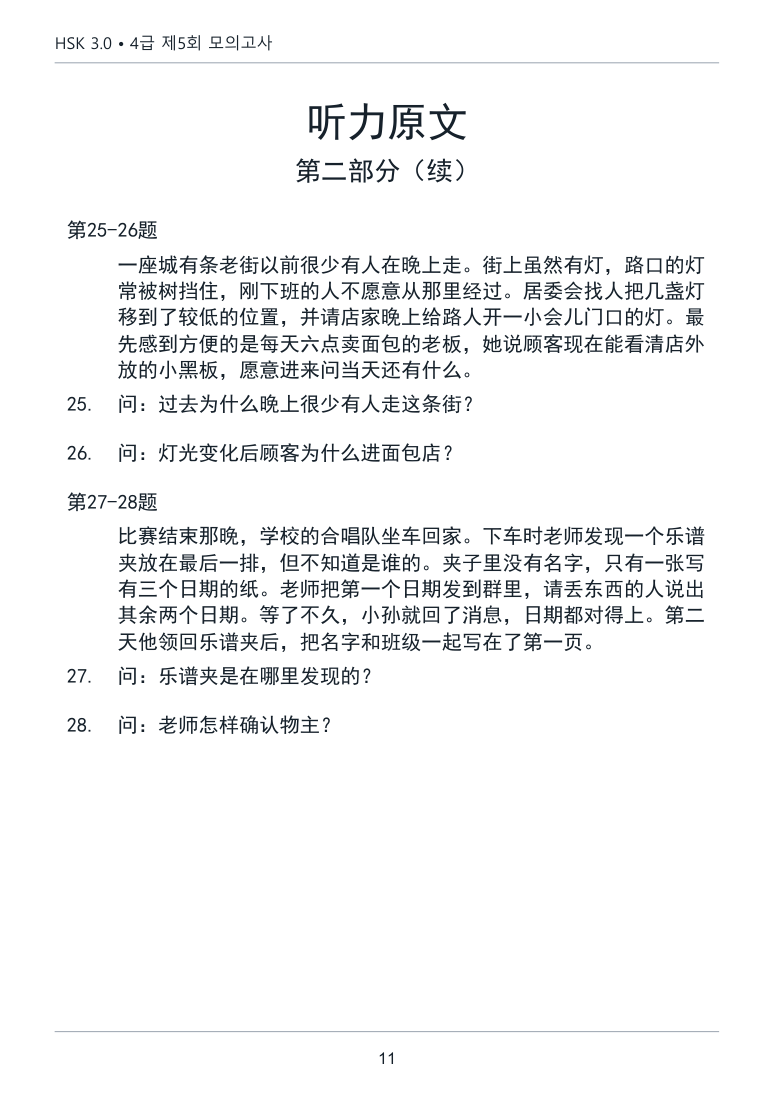 HSK 3.0 • 4급 제5회 모의고사
听力原文
第二部分（续）
第25-26题
一座城有条老街以前很少有人在晚上走。街上虽然有灯，路口的灯
常被树挡住，刚下班的人不愿意从那里经过。居委会找人把几盏灯
移到了较低的位置，并请店家晚上给路人开一小会儿门口的灯。最
先感到方便的是每天六点卖面包的老板，她说顾客现在能看清店外
放的小黑板，愿意进来问当天还有什么。
25. 问：过去为什么晚上很少有人走这条街？
26. 问：灯光变化后顾客为什么进面包店？
第27-28题
比赛结束那晚，学校的合唱队坐车回家。下车时老师发现一个乐谱
夹放在最后一排，但不知道是谁的。夹子里没有名字，只有一张写
有三个日期的纸。老师把第一个日期发到群里，请丢东西的人说出
其余两个日期。等了不久，小孙就回了消息，日期都对得上。第二
天他领回乐谱夹后，把名字和班级一起写在了第一页。
27. 问：乐谱夹是在哪里发现的？
28. 问：老师怎样确认物主？
11